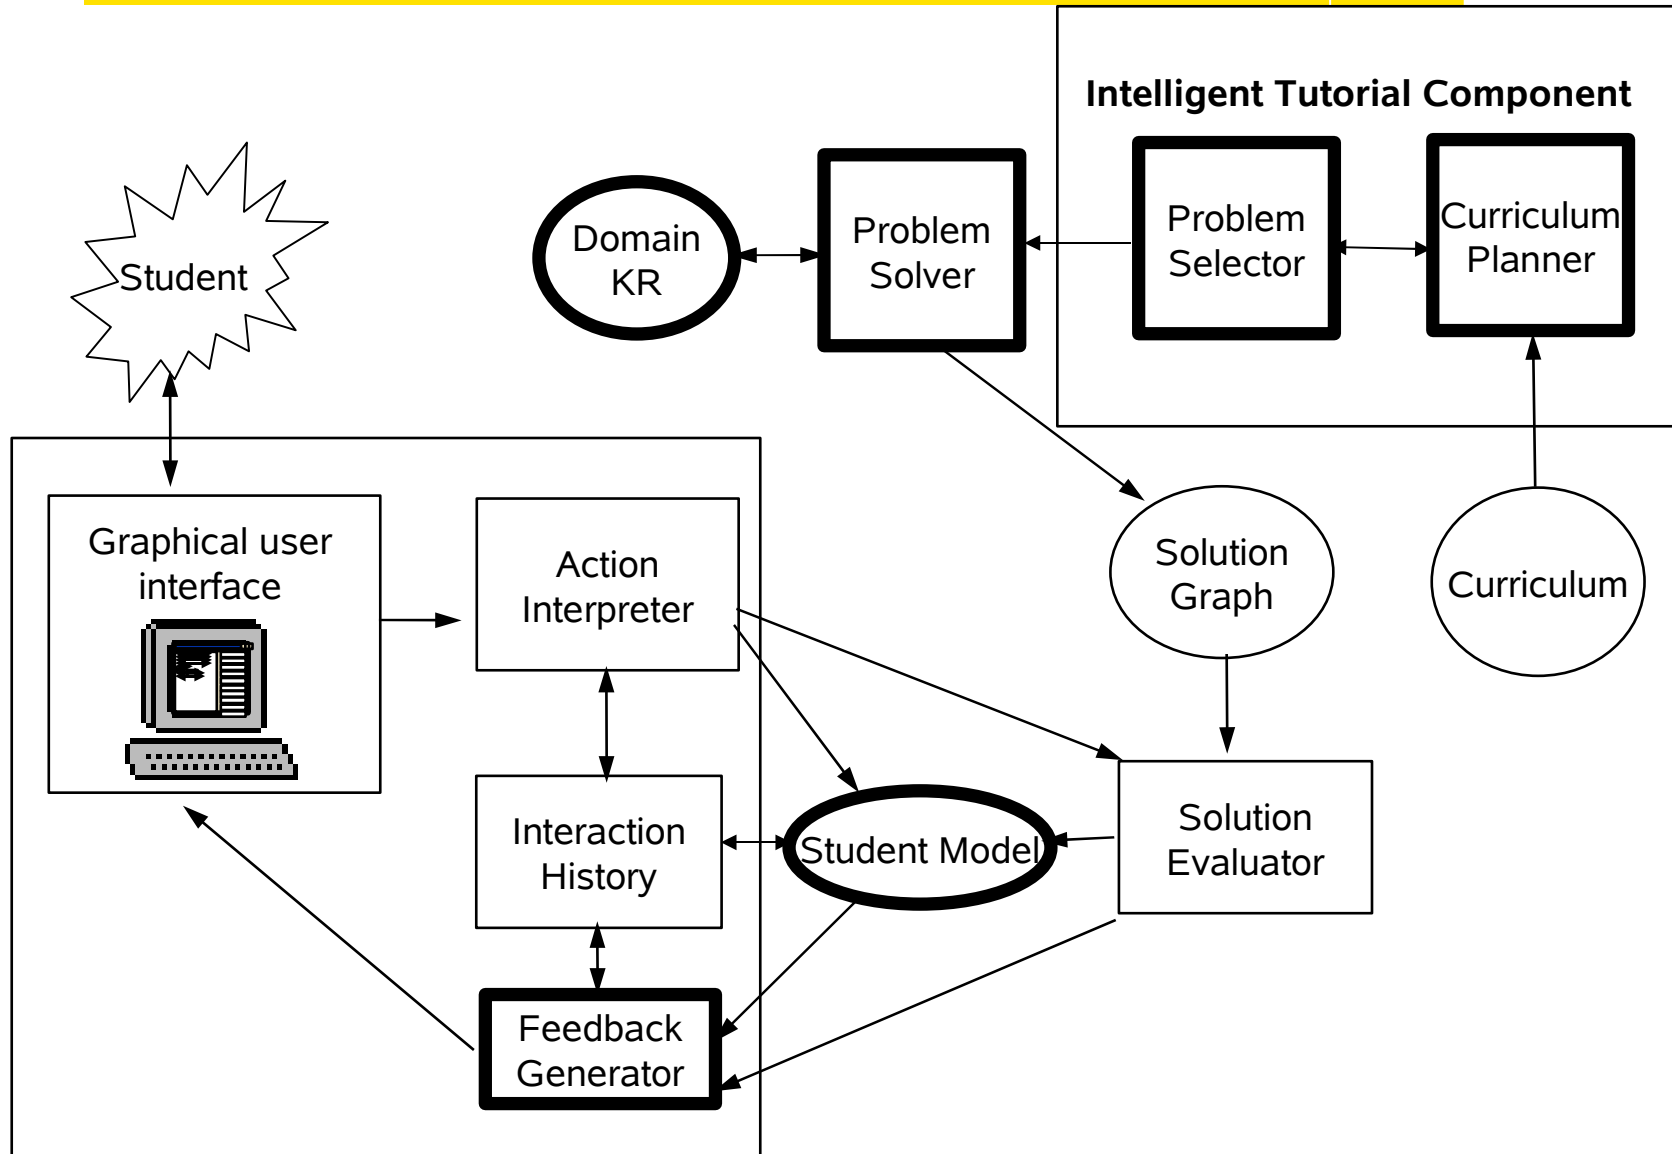 Intelligent Tutorial Component
Student
Domain
KR
Problem
Solver
Problem
Selector
Curriculum
Planner
Graphical user
interface
Action
Interpreter
Solution
Graph
Curriculum
Interaction
History
Student Model
Solution
Evaluator
Feedback
Generator